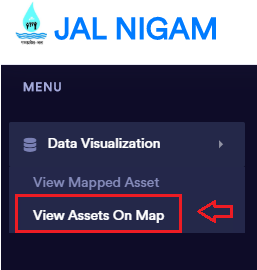 JAL NIGAM
MENU
Data Visualization
View Mapped Asset
View Assets On Map